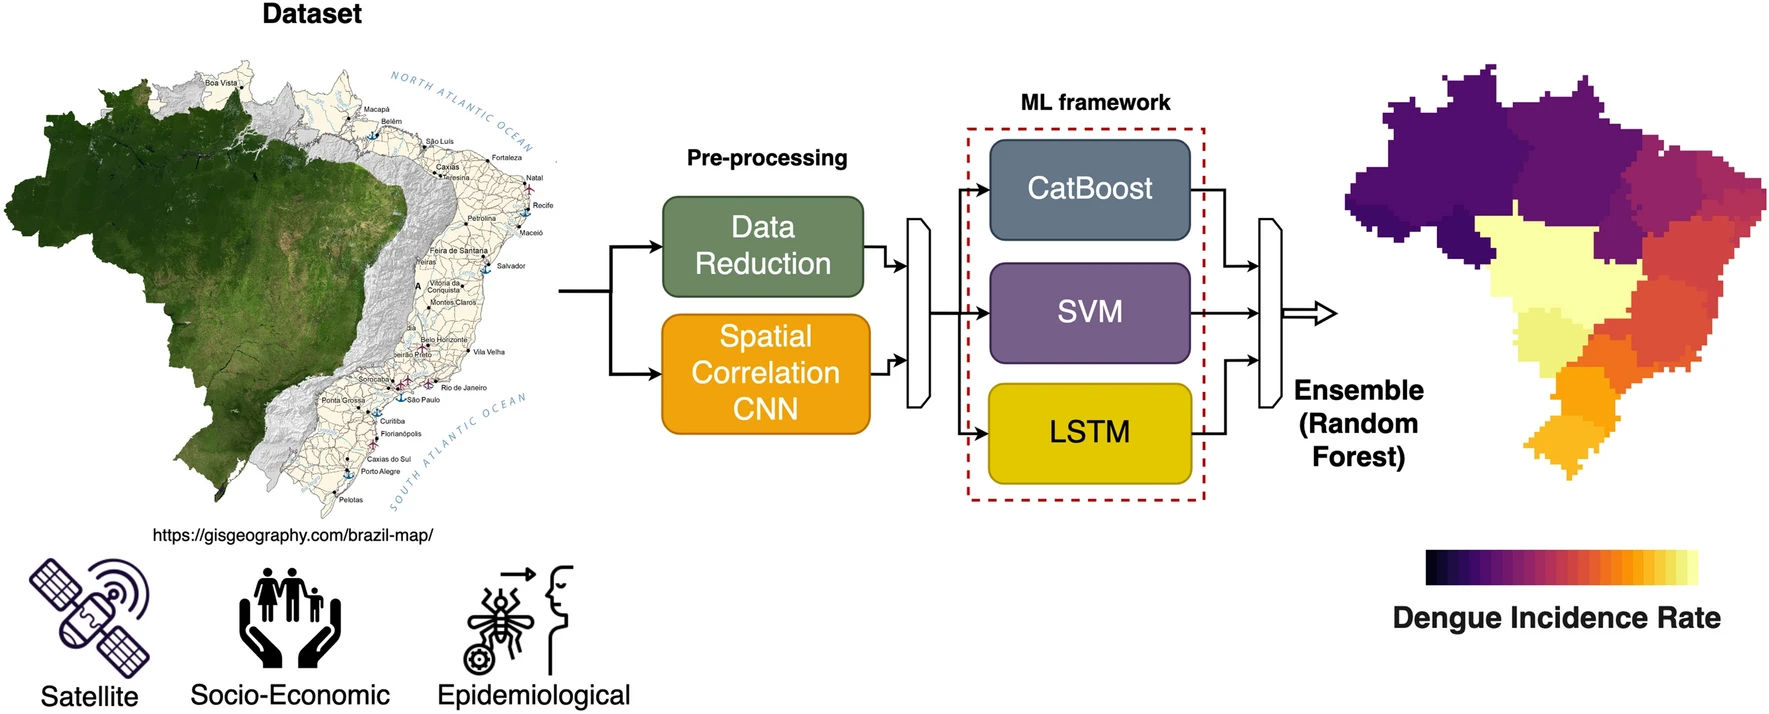 Dataset
NORTH ATLANTIC OCEAN
Boa Vista
Macapá
Belém
São Luís
Fortaleza
Caxias
Teresina
Natal
Recife
Petrolina
Maceió
Feira de Santana
Salvador
Vitória da
Conquista
A
Montes Claros
Belo Horizonte
Vila Velha
Sorocaba
Rio de Janeiro
São Paulo
Ponta Grossa
Curitiba
Florianópolis
Caxias do Sul
Porto Alegre
Pelotas
SOUTH ATLANTIC OCEAN
https://gisgeography.com/brazil-map/
Satellite
Socio-Economic
Epidemiological
Pre-processing
Data
Reduction
Spatial
Correlation
CNN
ML framework
CatBoost
SVM
LSTM
Ensemble
(Random
Forest)
Dengue Incidence Rate